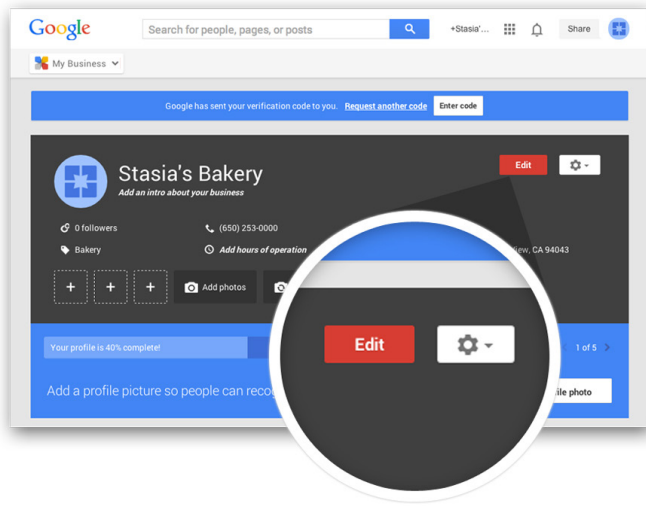 Google
Search for people, pages, or posts
+Stasia'...
Share
My Business
Google has sent your verification code to you. Request another code Enter code
Stasia's Bakery
Add an intro about your business
Edit
0 followers
(650) 253-0000
Bakery
Add hours of operation
CA 94043
+ + + Add photos
Edit
Your profile is 40% complete!
1 of 5
Add a profile picture so people can
photo